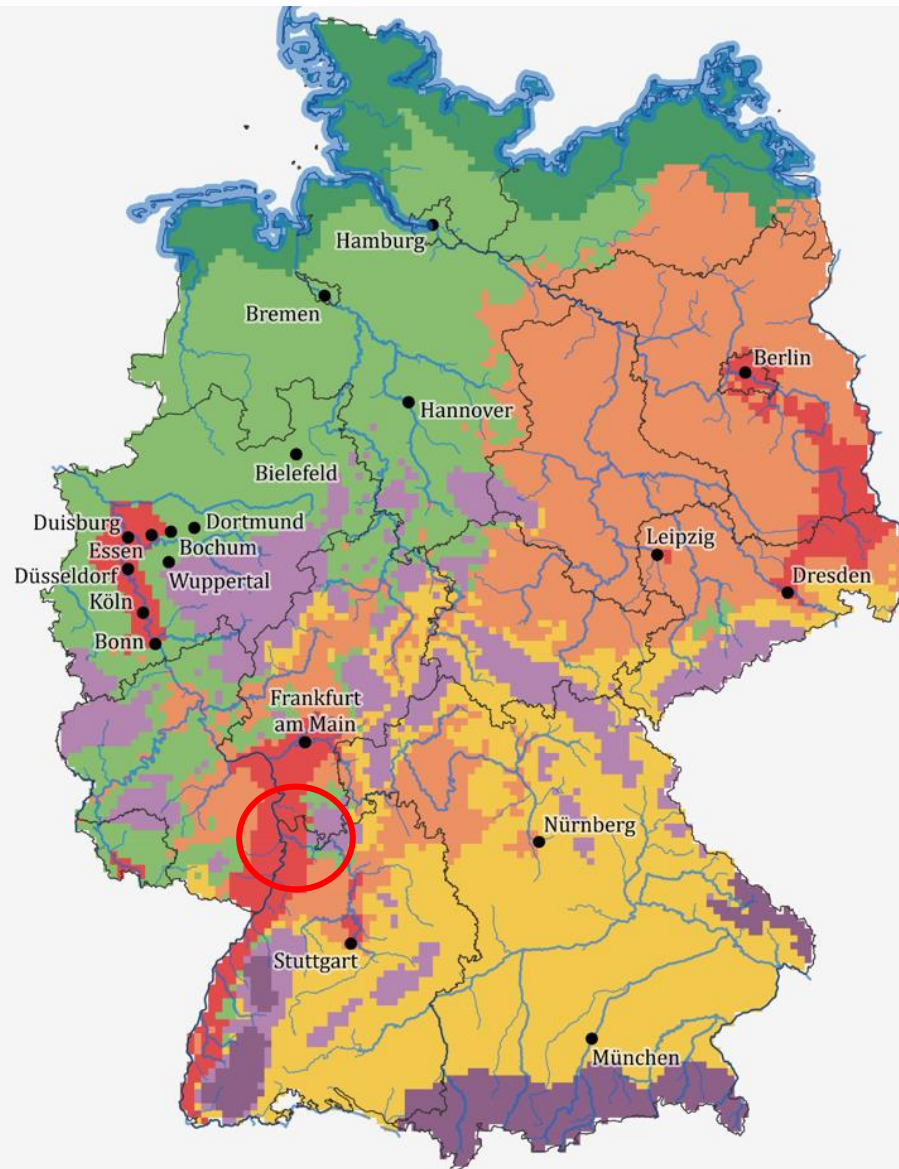 Hamburg
Bremen
Berlin
Hannover
Bielefeld
Duisburg
Dortmund
Essen
Bochum
Leipzig
Düsseldorf
Wuppertal
Dresden
Köln
Bonn
Frankfurt
am Main
Nürnberg
Stuttgart
München